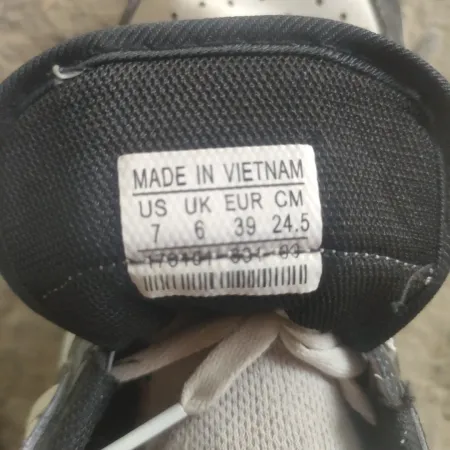 MADE IN VIETNAM
US UK EUR CM
7 6 39 24.5